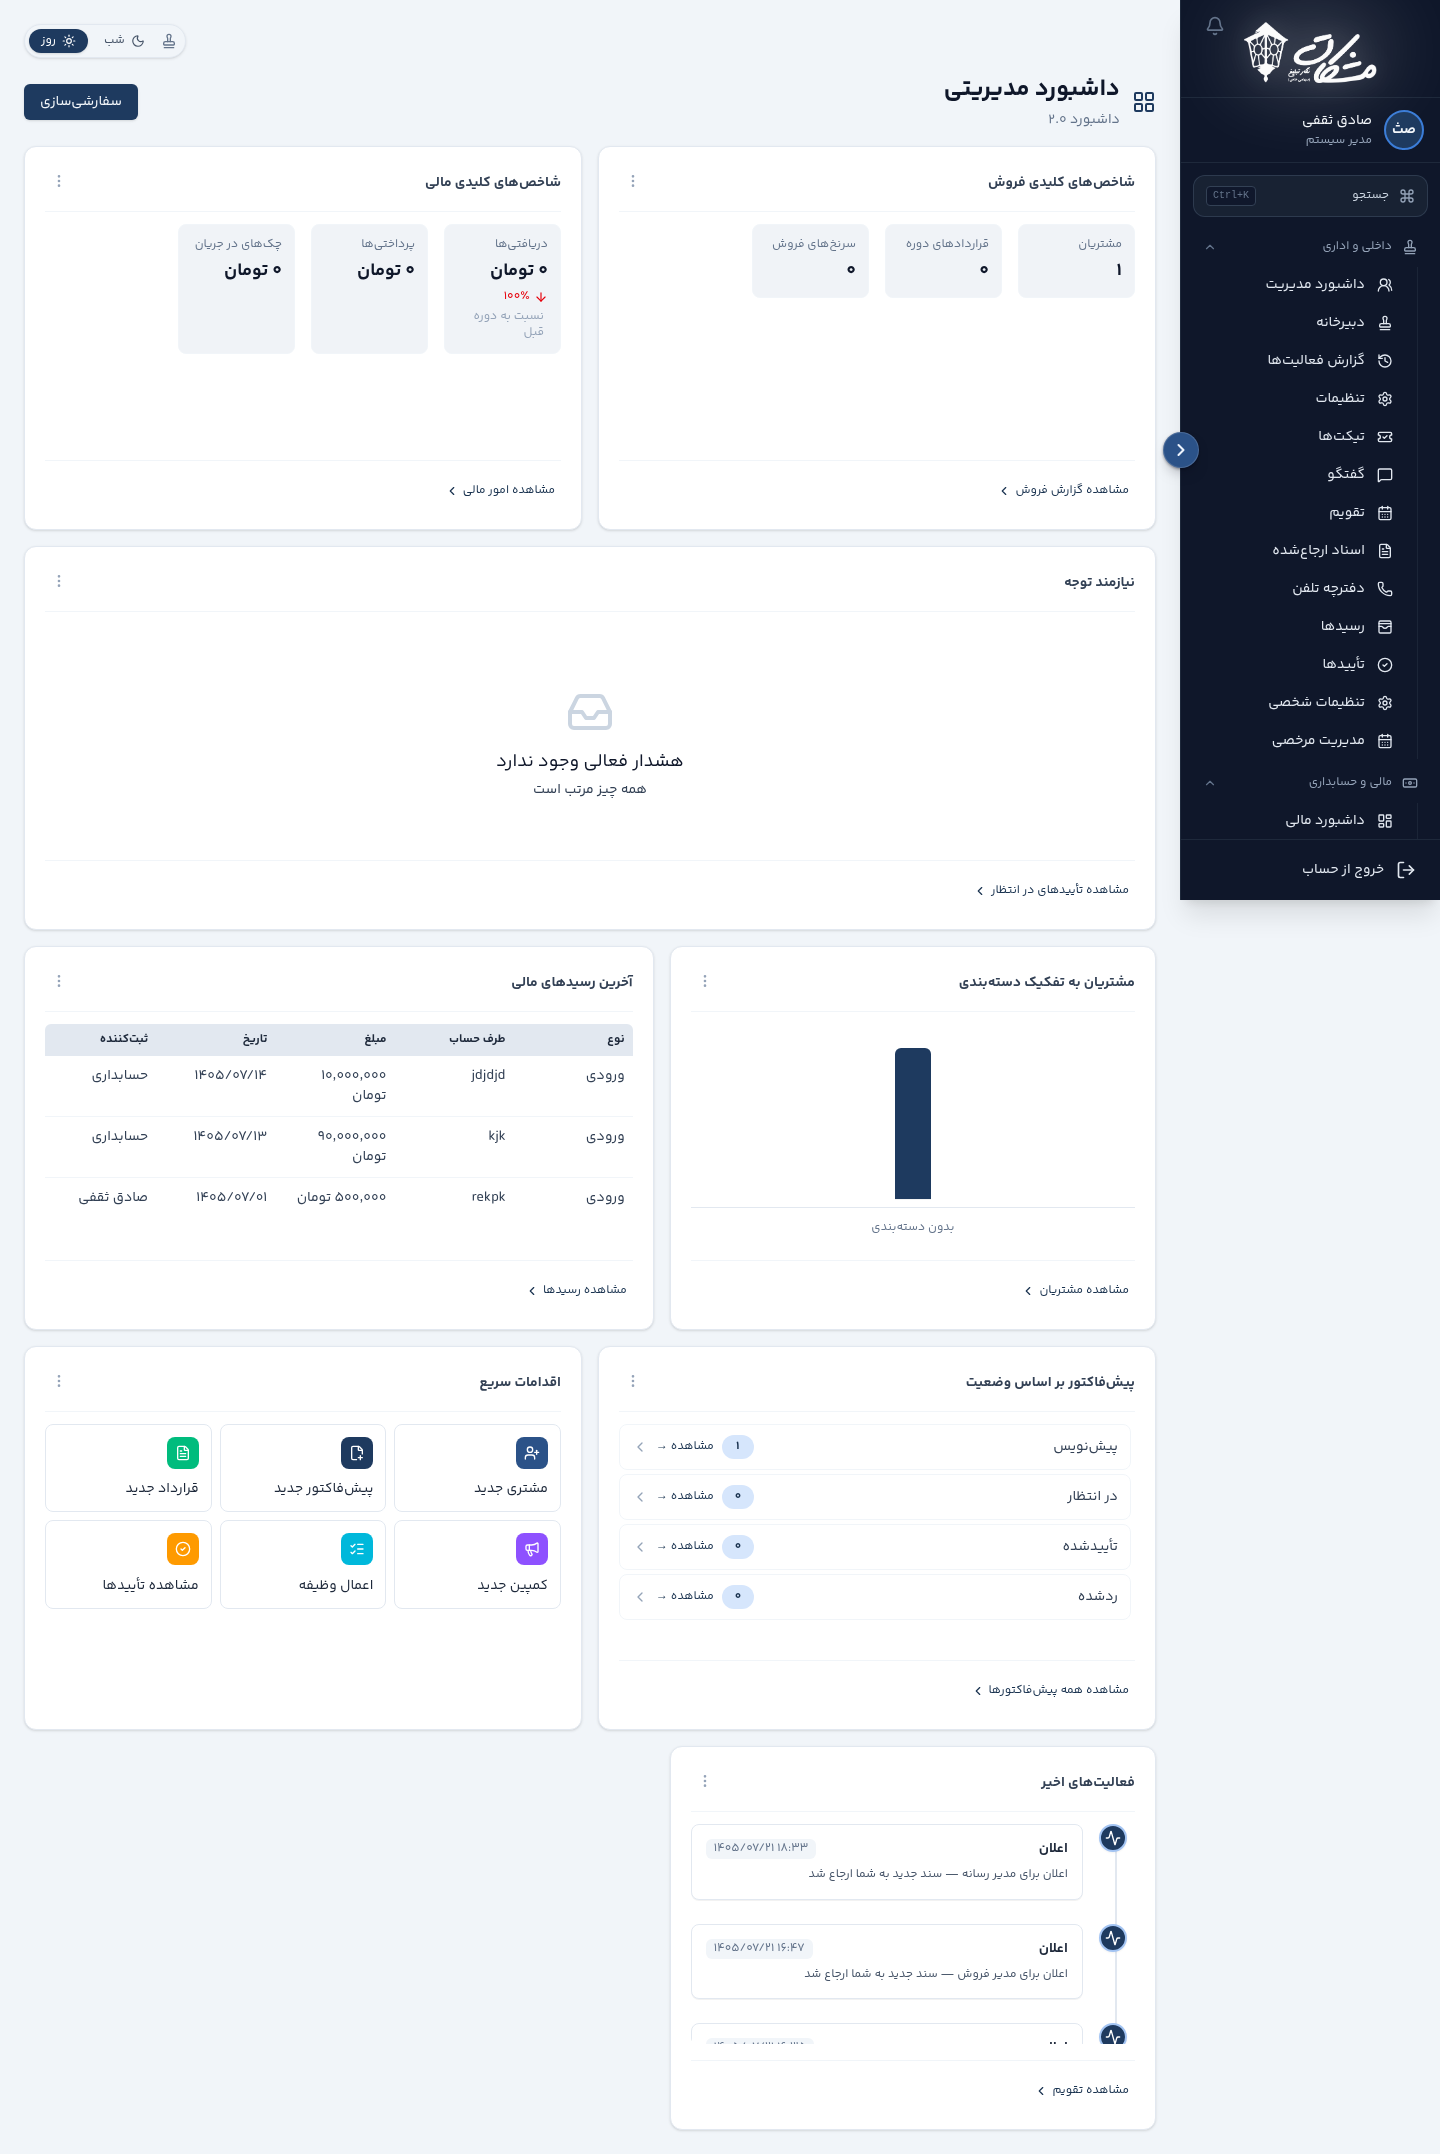 مشکات
صادق ثقفی
مدیر سیستم
صث
جستجو
Ctrl+K
داخلی و اداری
داشبورد مدیریت
دبیرخانه
گزارش فعالیت‌ها
تنظیمات
تیکت‌ها
گفتگو
تقویم
اسناد ارجاع‌شده
دفترچه تلفن
رسیدها
تأییدها
تنظیمات شخصی
مدیریت مرخصی
مالی و حسابداری
داشبورد مالی
خروج از حساب
شب
روز
داشبورد مدیریتی
داشبورد ۲.۰
سفارشی‌سازی
شاخص‌های کلیدی فروش
مشتریان
۱
قراردادهای دوره
۰
سرنخ‌های فروش
۰
مشاهده گزارش فروش
شاخص‌های کلیدی مالی
دریافتی‌ها
۰ تومان
۱۰۰%
نسبت به دوره
قبل
پرداختی‌ها
۰ تومان
چک‌های در جریان
۰ تومان
مشاهده امور مالی
نیازمند توجه
هشدار فعالی وجود ندارد
همه چیز مرتب است
مشاهده تأییدهای در انتظار
مشتریان به تفکیک دسته‌بندی
بدون دسته‌بندی
مشاهده مشتریان
آخرین رسیدهای مالی
نوع طرف حساب مبلغ تاریخ ثبت‌کننده
ورودی jdjdjd ۱۰,۰۰۰,۰۰۰ تومان ۱۴۰۵/۰۷/۱۴ حسابداری
ورودی kjk ۹۰,۰۰۰,۰۰۰ تومان ۱۴۰۵/۰۷/۱۳ حسابداری
ورودی rekpk ۵۰۰,۰۰۰ تومان ۱۴۰۵/۰۷/۰۱ صادق ثقفی
مشاهده رسیدها
پیش‌فاکتور بر اساس وضعیت
پیش‌نویس ۱ مشاهده →
در انتظار ۰ مشاهده →
تأییدشده ۰ مشاهده →
ردشده ۰ مشاهده →
مشاهده همه پیش‌فاکتورها
اقدامات سریع
مشتری جدید
پیش‌فاکتور جدید
قرارداد جدید
کمپین جدید
اعمال وظیفه
مشاهده تأییدها
فعالیت‌های اخیر
اعلان ۱۴۰۵/۰۷/۲۱ ۱۸:۳۳
اعلان برای مدیر رسانه — سند جدید به شما ارجاع شد
اعلان ۱۴۰۵/۰۷/۲۱ ۱۶:۴۷
اعلان برای مدیر فروش — سند جدید به شما ارجاع شد
مشاهده تقویم